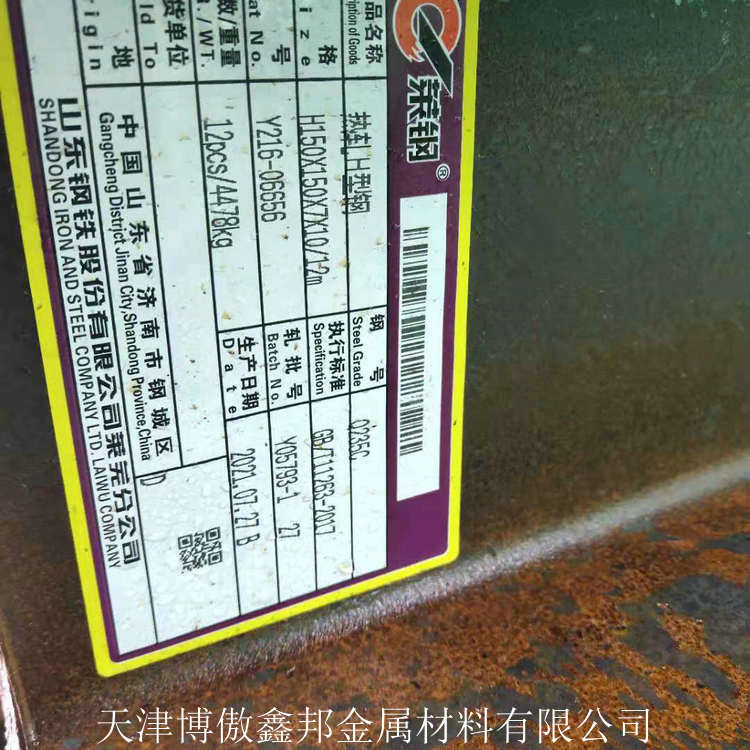 莱钢®
品名称 热轧H型钢 钢号 Q235C
ription of Goods Steel Grade
格 H150X150X7X10/12m 执行标准 GB/T11263-2017
ize Specification
号 Y216-06656 轧批号 Y05793-1 27
at No. Batch No.
数/重量 12pcs/4478kg 生产日期 2021.07.27 B
./WT. Date
货单位
ld To
地 中国山东省济南市钢城区 D
rigin Gangcheng District Jinan City,Shandong Province,China
山东钢铁股份有限公司莱芜分公司
SHANDONG IRON AND STEEL COMPANY LTD. LAIWU COMPANY
天津博傲鑫邦金属材料有限公司